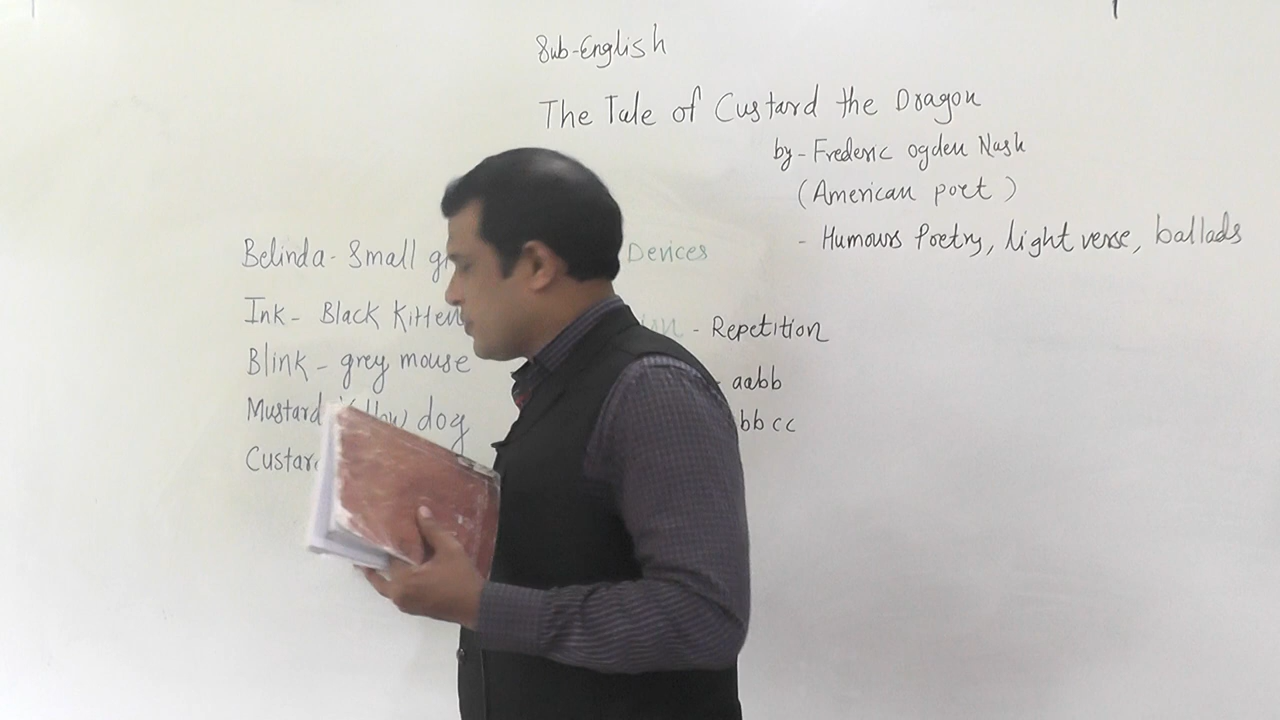 Sub-English
The Tale of Custard the Dragon
by - Frederic ogden Nash
(American poet)
- Humours Poetry, light verse, ballads
Belinda - Small
Devices
Ink - Black Kitten
- Repetition
Blink - grey mouse
- aabb
Mustard dog
bb cc